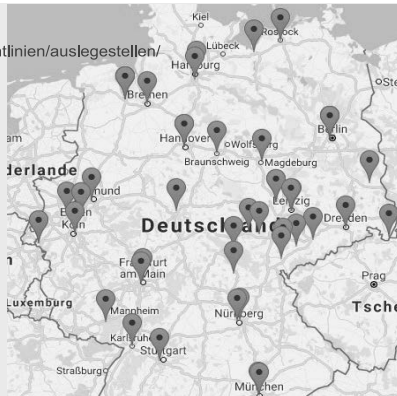 Kiel
Rostock
Lübeck
tlinien/auslegestellen/
Hamburg
Bremen
Berlin
Hannover
Wolfsburg
Braunschweig
Magdeburg
derlande
Leipzig
Deutschland
Dresden
Köln
Frankfurt
am Main
Prag
Tsche
Luxemburg
Mannheim
Nürnberg
Karlsruhe
Stuttgart
Straßburg
München